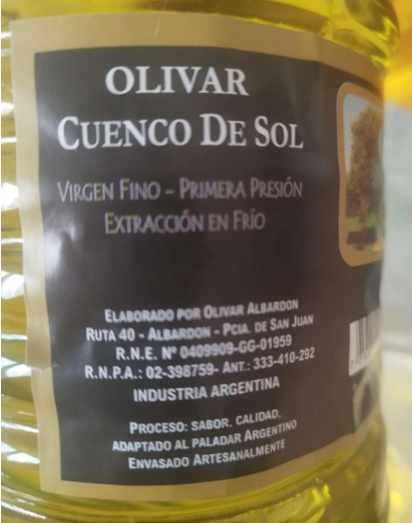 OLIVAR
CUENCO DE SOL
VIRGEN FINO – PRIMERA PRESIÓN
EXTRACCIÓN EN FRÍO
ELABORADO POR OLIVAR ALBARDON
RUTA 40 - ALBARDON - PCIA. DE SAN JUAN
R.N.E. Nº 0409909-GG-01959
R.N.P.A.: 02-398759- ANT.: 333-410-292
INDUSTRIA ARGENTINA
PROCESO: SABOR, CALIDAD,
ADAPTADO AL PALADAR ARGENTINO
ENVASADO ARTESANALMENTE